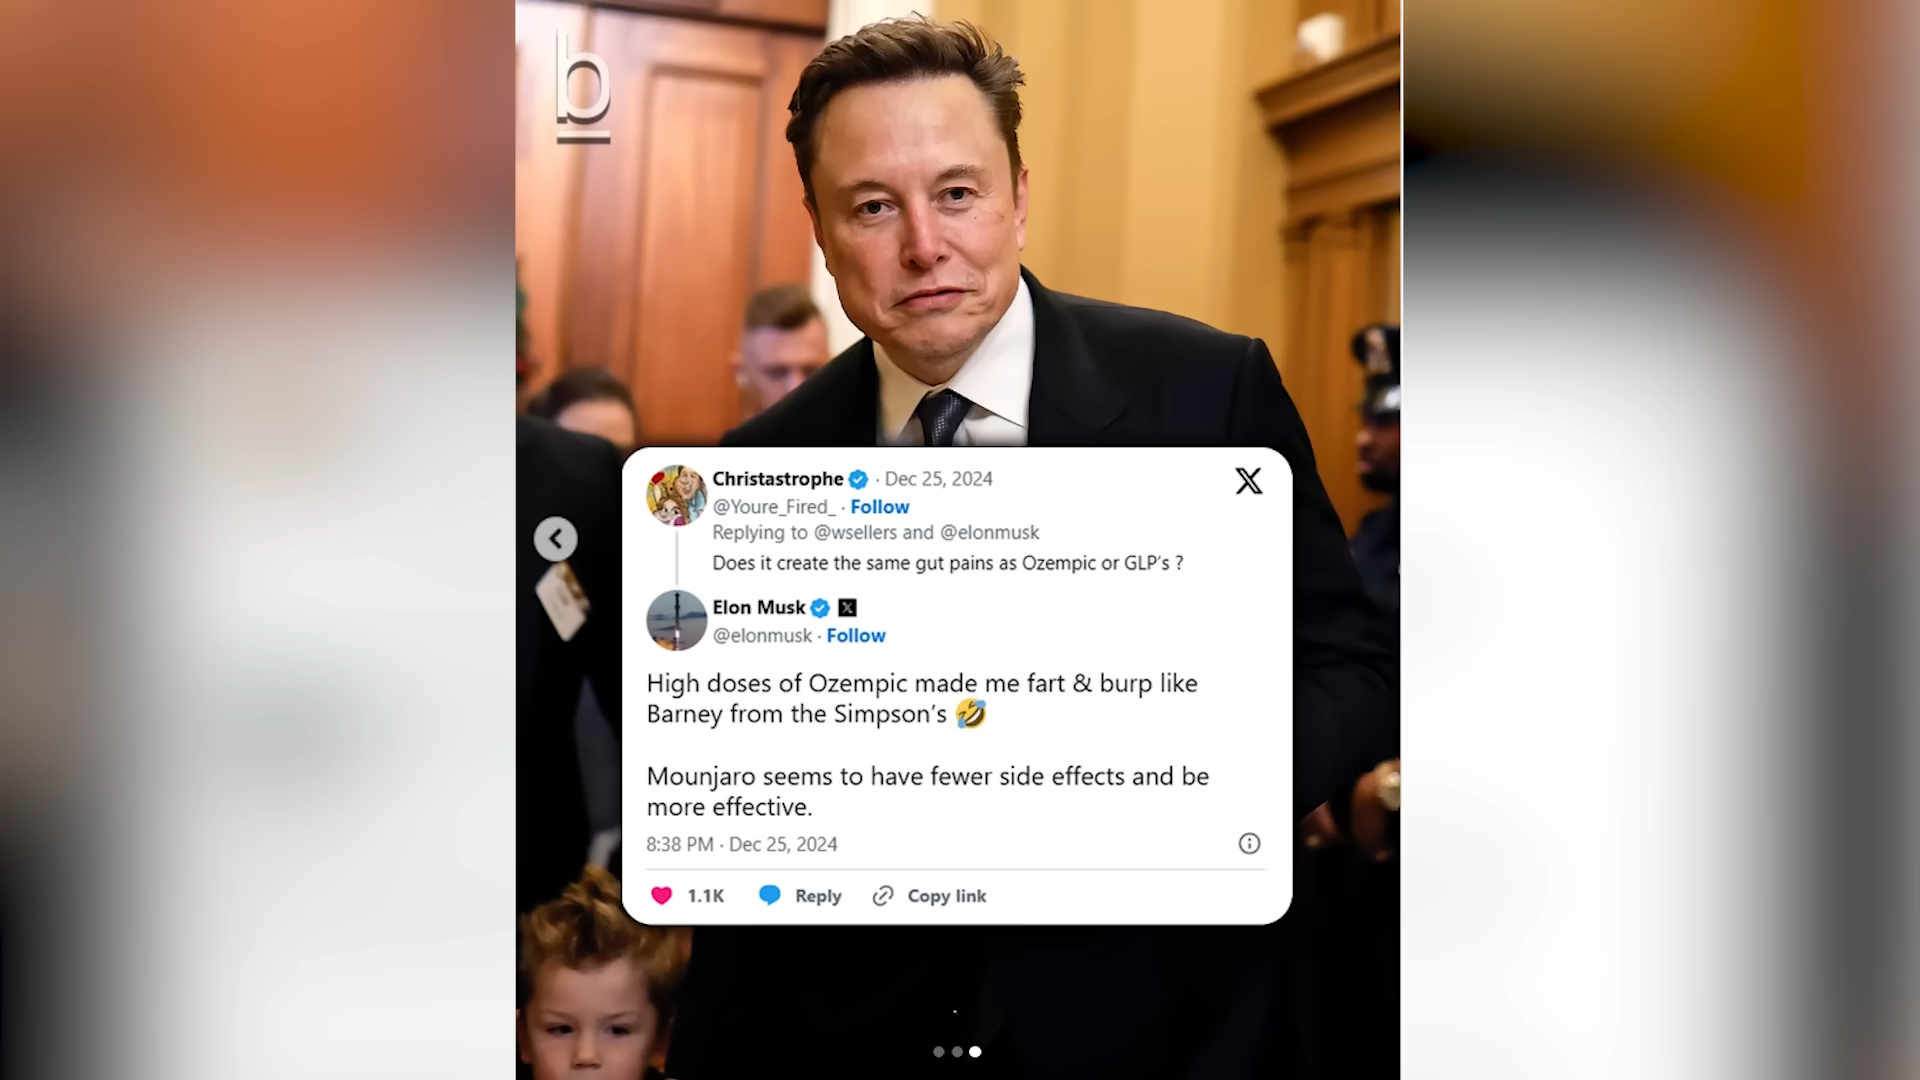 b
Christastrophe · Dec 25, 2024
@Youre_Fired_ · Follow
Replying to @wsellers and @elonmusk
Does it create the same gut pains as Ozempic or GLP's ?
Elon Musk
@elonmusk · Follow
High doses of Ozempic made me fart & burp like
Barney from the Simpson's 🤣
Mounjaro seems to have fewer side effects and be
more effective.
8:38 PM · Dec 25, 2024
1.1K Reply Copy link